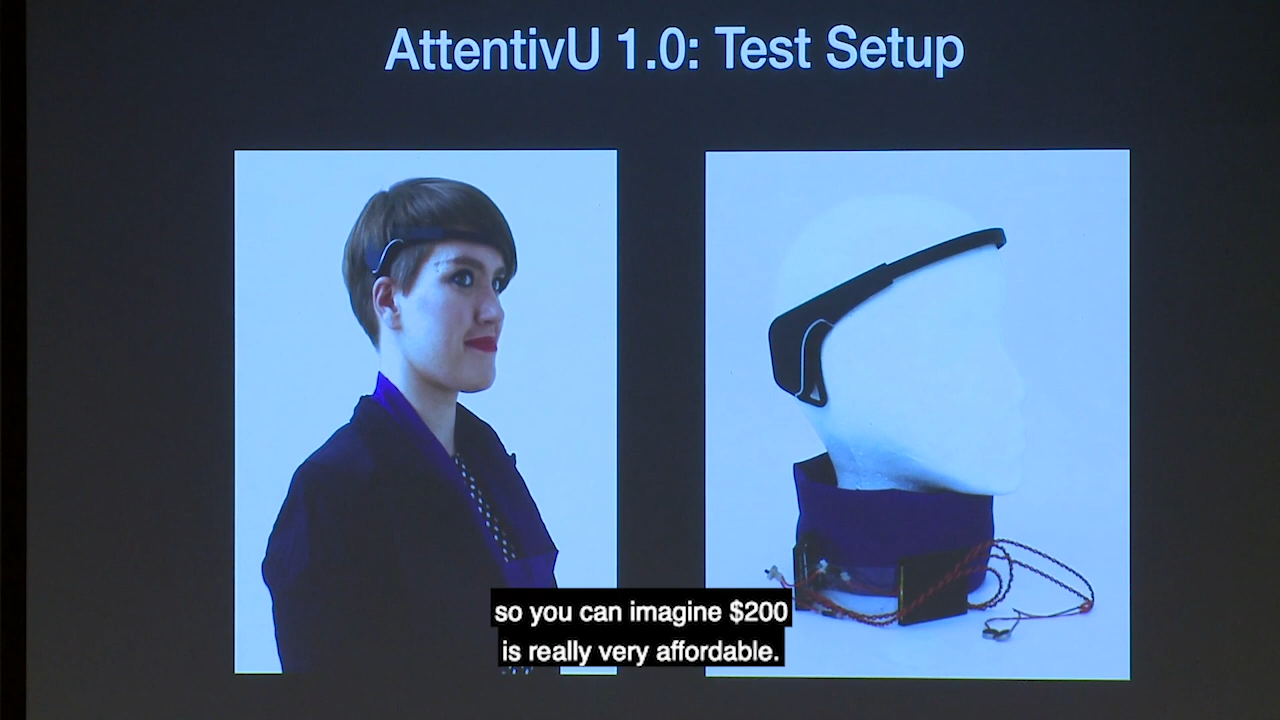 AttentivU 1.0: Test Setup
so you can imagine $200
is really very affordable.